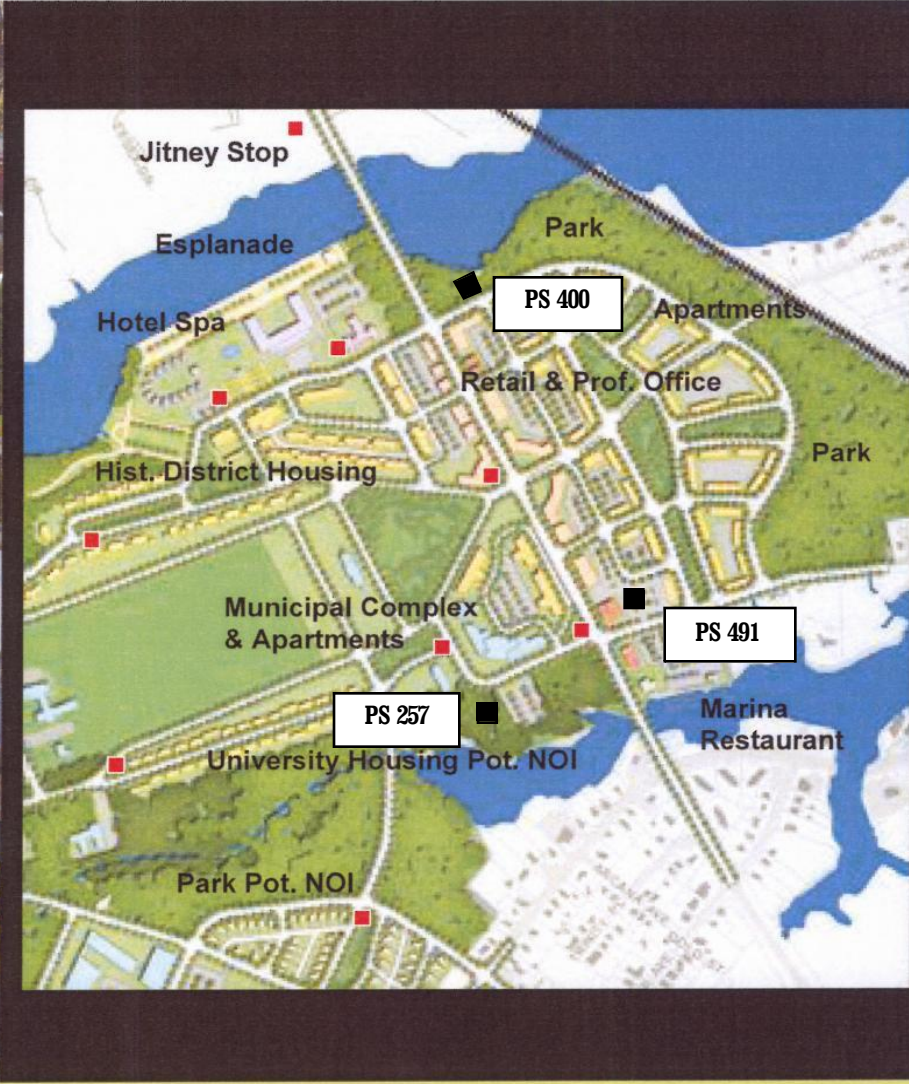 Jitney Stop
Park
Esplanade
PS 400
Apartments
Hotel Spa
Retail & Prof. Office
Park
Hist. District Housing
Municipal Complex
& Apartments
PS 491
PS 257
Marina
Restaurant
University Housing Pot. NOI
Park Pot. NOI